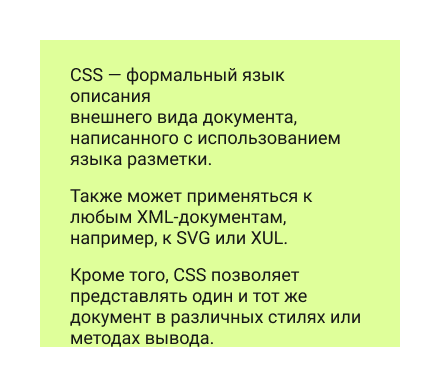 CSS — формальный язык
описания
внешнего вида документа,
написанного с использованием
языка разметки.
Также может применяться к
любым XML-документам,
например, к SVG или XUL.
Кроме того, CSS позволяет
представлять один и тот же
документ в различных стилях или
методах вывода.